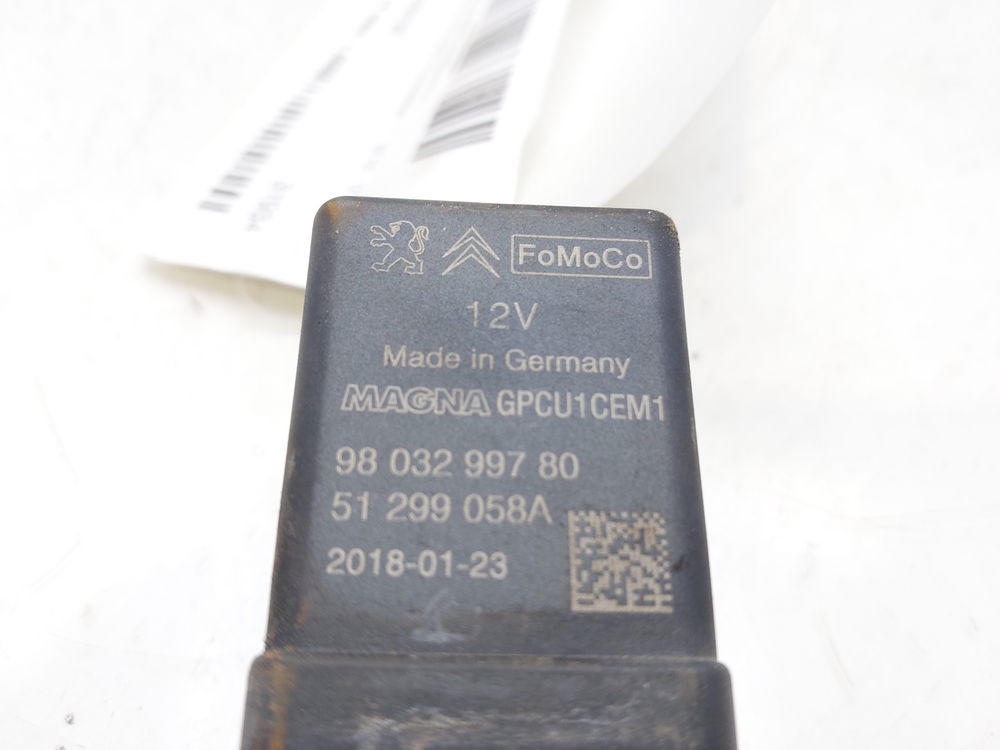 FoMoCo
12V
Made in Germany
MAGNA GPCU1CEM1
98 032 997 80
51 299 058A
2018-01-23